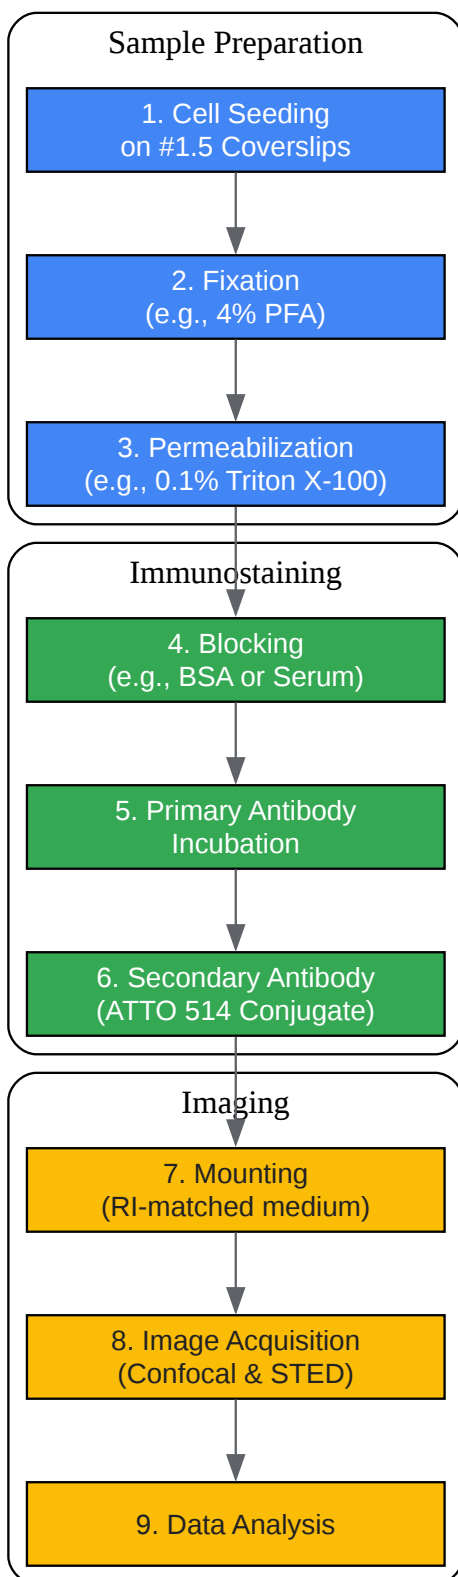 Sample Preparation
1. Cell Seeding
on #1.5 Coverslips
2. Fixation
(e.g., 4% PFA)
3. Permeabilization
(e.g., 0.1% Triton X-100)
Immunostaining
4. Blocking
(e.g., BSA or Serum)
5. Primary Antibody
Incubation
6. Secondary Antibody
(ATTO 514 Conjugate)
Imaging
7. Mounting
(RI-matched medium)
8. Image Acquisition
(Confocal & STED)
9. Data Analysis